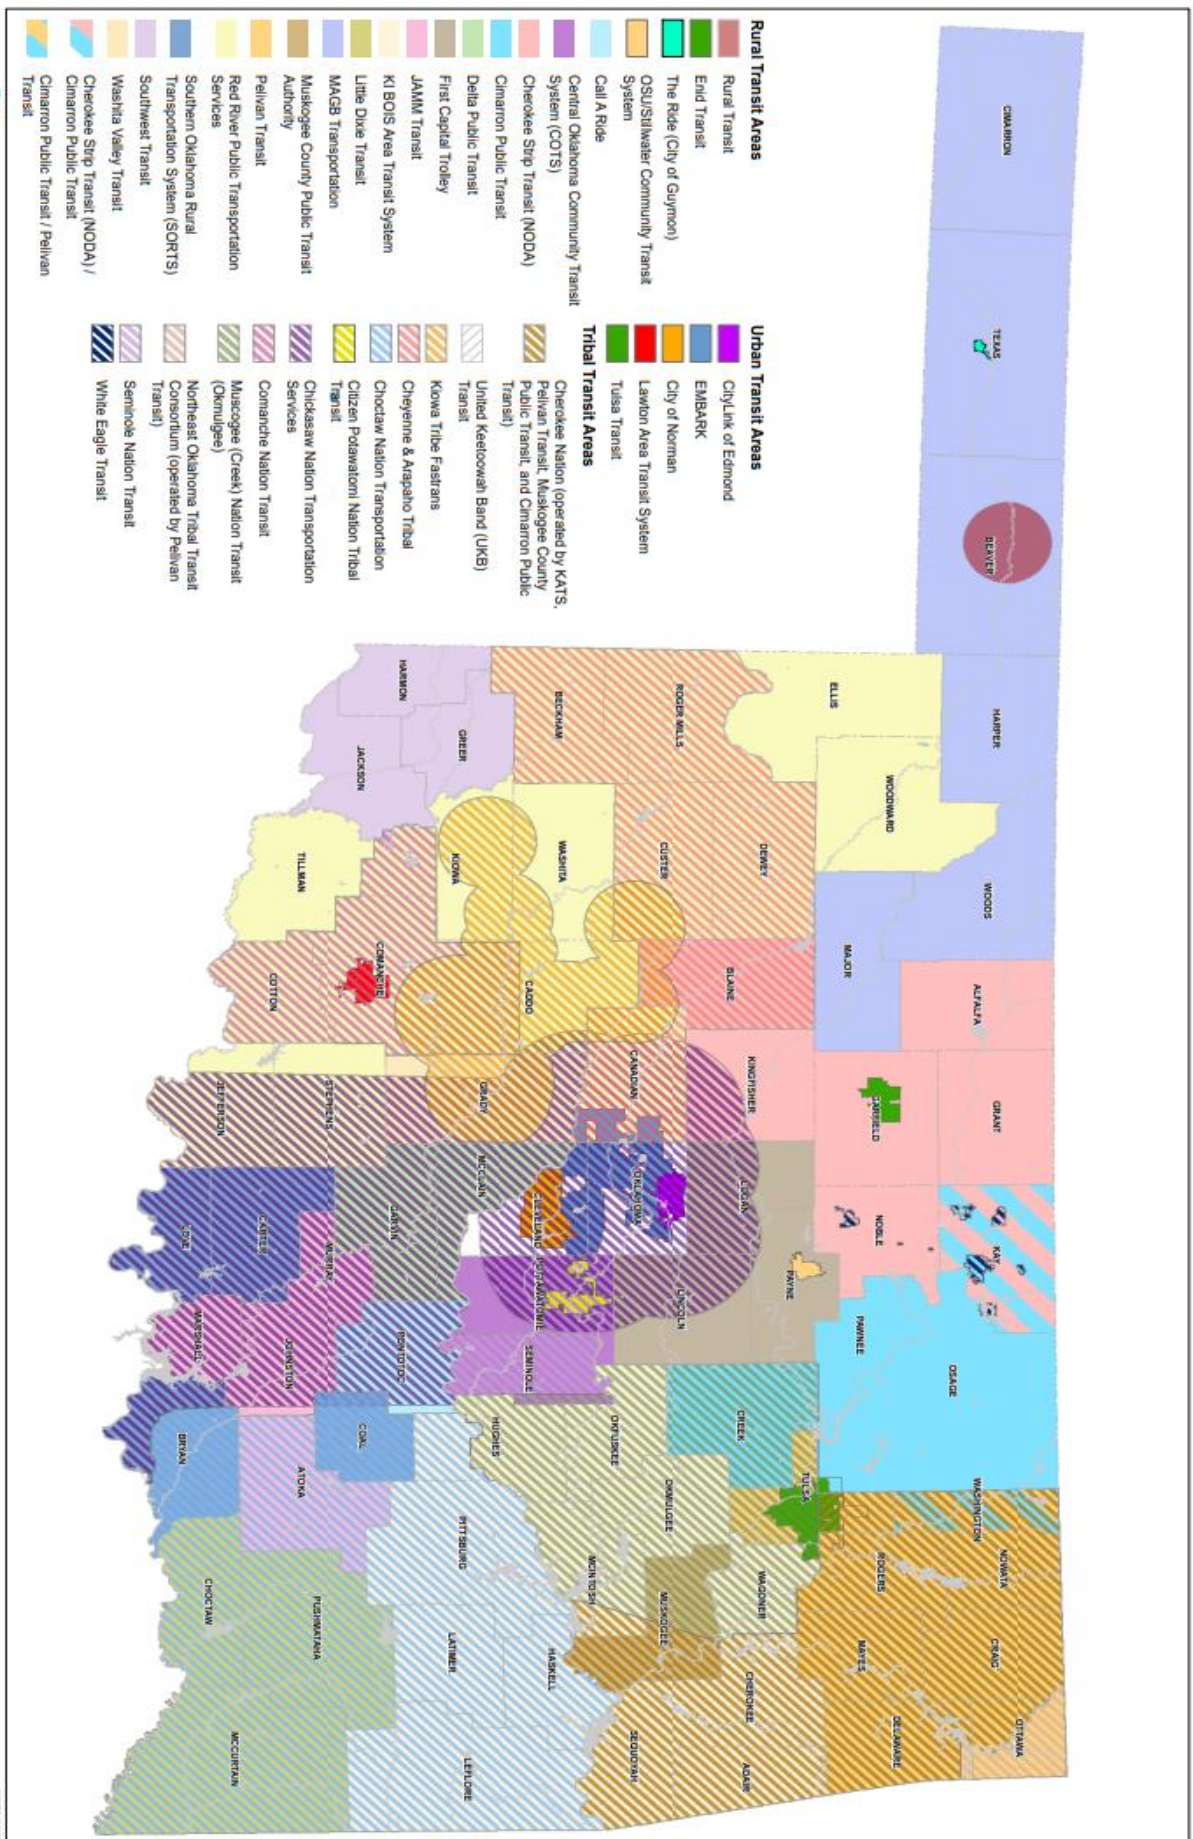 Rural Transit Areas
Rural Transit
Enid Transit
The Ride (City of Guymon)
OSU/Stillwater Community Transit
System
Call A Ride
Central Oklahoma Community Transit
System (COTS)
Cherokee Strip Transit (NODA)
Cimarron Public Transit
Delta Public Transit
First Capital Trolley
JAMM Transit
KI BOIS Area Transit System
Little Dixie Transit
MAGB Transportation
Muskogee County Public Transit
Authority
Pelivan Transit
Red River Public Transportation
Services
Southern Oklahoma Rural
Transportation System (SORTS)
Southwest Transit
Washita Valley Transit
Cherokee Strip Transit (NODA) /
Cimarron Public Transit
Cimarron Public Transit / Pelivan
Transit
Urban Transit Areas
CityLink of Edmond
EMBARK
City of Norman
Lawton Area Transit System
Tulsa Transit
Tribal Transit Areas
Cherokee Nation (operated by KATS,
Pelivan Transit, Muskogee County
Public Transit, and Cimarron Public
Transit)
United Keetoowah Band (UKB)
Transit
Kiowa Tribe Fastrans
Cheyenne & Arapaho Tribal
Choctaw Nation Transportation
Citizen Potawatomi Nation Tribal
Transit
Chickasaw Nation Transportation
Services
Comanche Nation Transit
Muscogee (Creek) Nation Transit
(Okmulgee)
Northeast Oklahoma Tribal Transit
Consortium (operated by Pelivan
Transit)
Seminole Nation Transit
White Eagle Transit
CIMARRON
TEXAS
BEAVER
HARPER
WOODS
ALFALFA
GRANT
KAY
OSAGE
WASHINGTON
NOWATA
CRAIG
OTTAWA
ELLIS
WOODWARD
MAJOR
GARFIELD
NOBLE
PAWNEE
ROGERS
MAYES
DELAWARE
ROGER MILLS
DEWEY
BLAINE
KINGFISHER
LOGAN
PAYNE
CREEK
TULSA
WAGONER
CHEROKEE
ADAIR
BECKHAM
CUSTER
WASHITA
CADDO
CANADIAN
OKLAHOMA
LINCOLN
OKFUSKEE
OKMULGEE
MUSKOGEE
SEQUOYAH
HARMON
GREER
KIOWA
COMANCHE
GRADY
MCCLAIN
CLEVELAND
POTTAWATOMIE
SEMINOLE
HUGHES
MCINTOSH
HASKELL
JACKSON
TILLMAN
COTTON
STEPHENS
GARVIN
MURRAY
PONTOTOC
COAL
PITTSBURG
LATIMER
LEFLORE
JEFFERSON
CARTER
LOVE
JOHNSTON
MARSHALL
BRYAN
ATOKA
PUSHMATAHA
CHOCTAW
MCCURTAIN